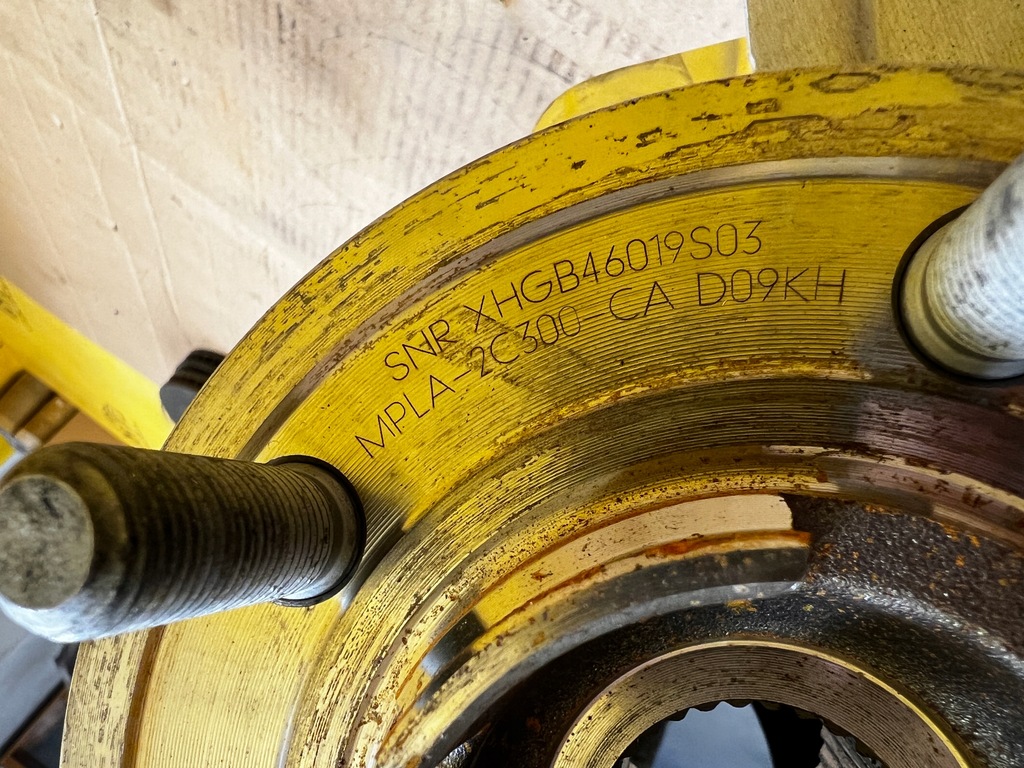 SNR XHGB46019S03
MPLA-2C300-CA D09KH